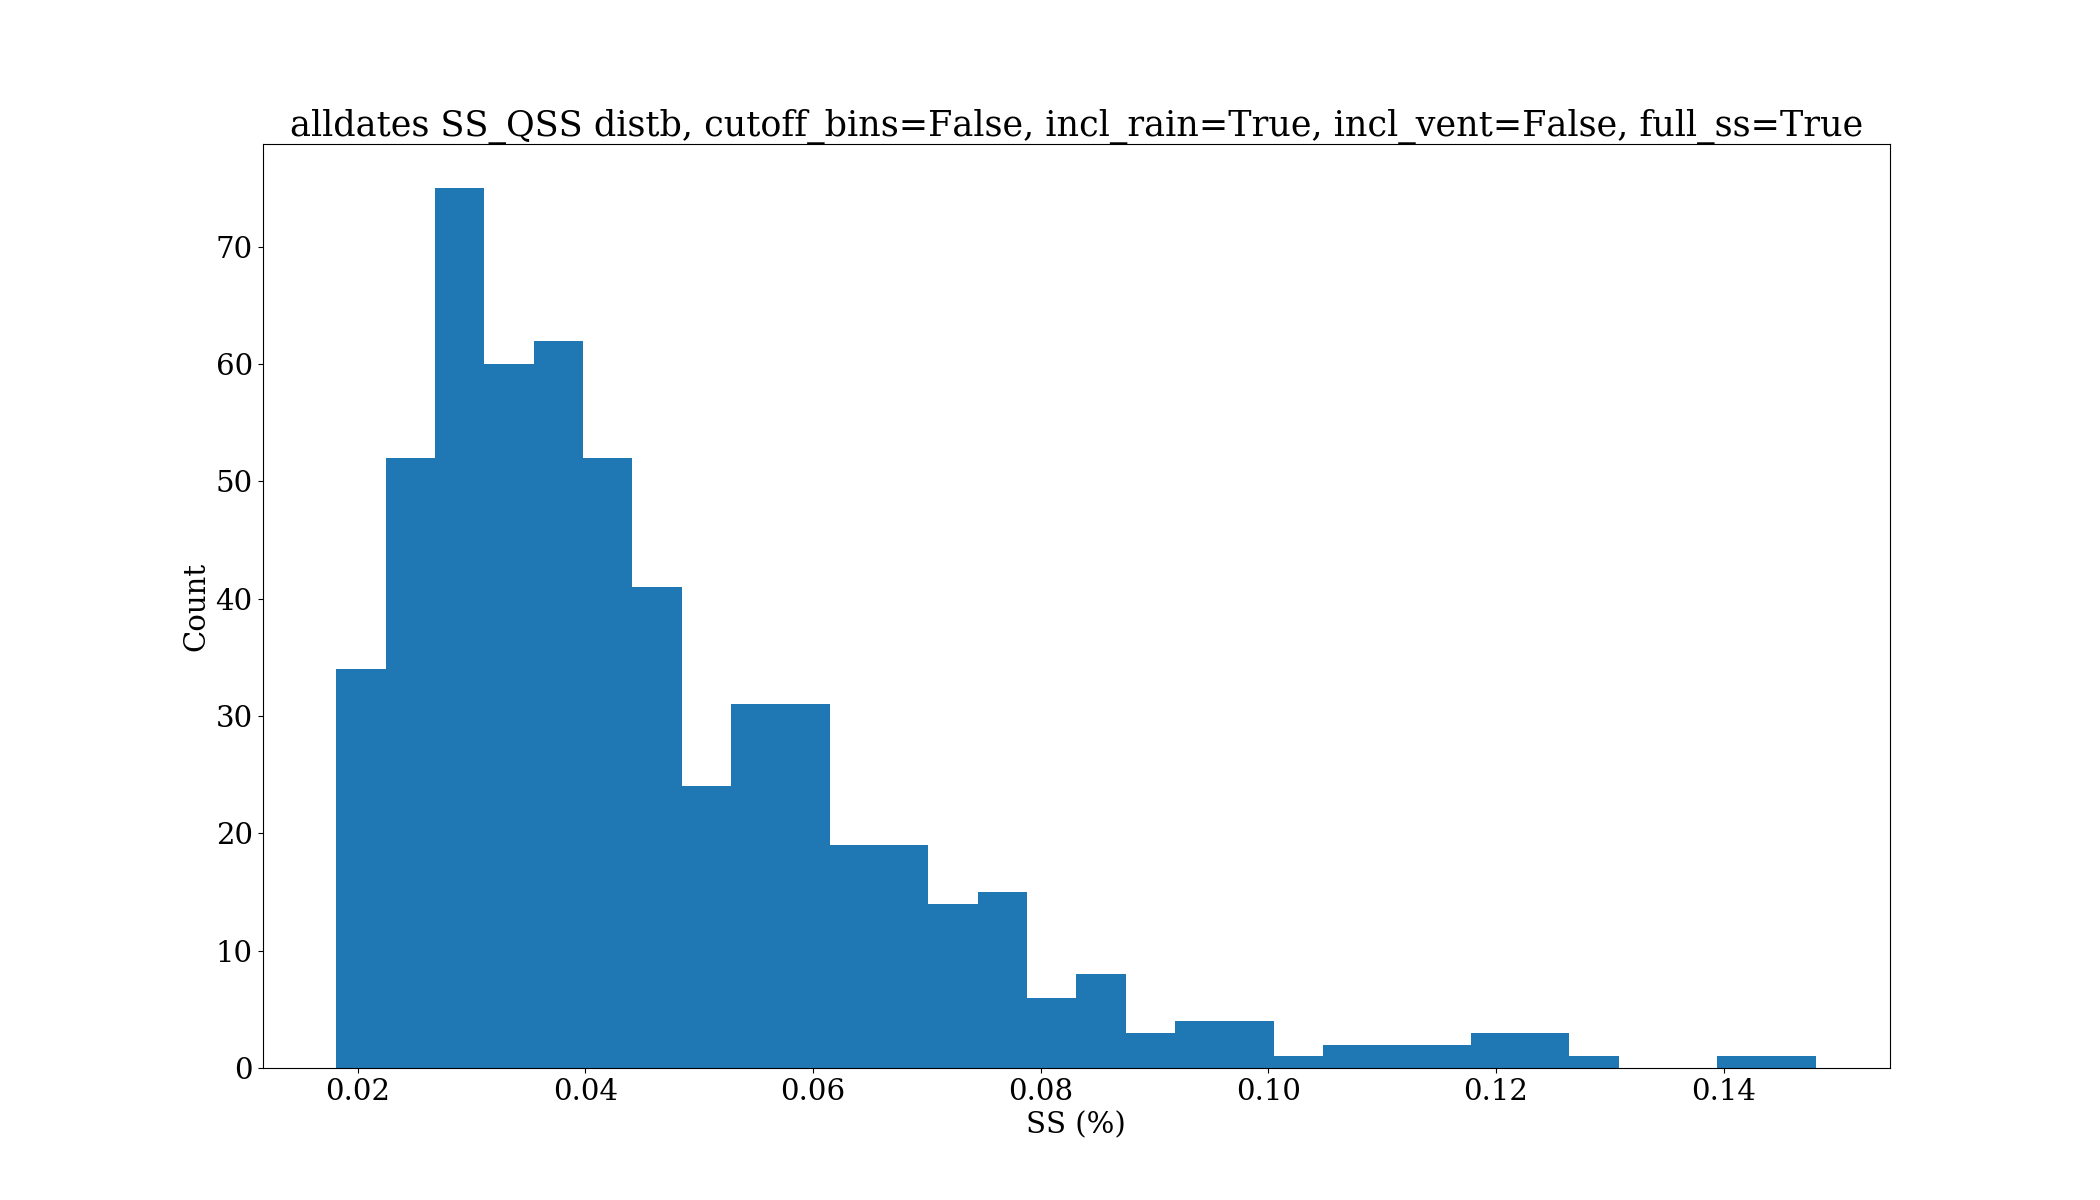 alldates SS_QSS distb, cutoff_bins=False, incl_rain=True, incl_vent=False, full_ss=True
70
60
50
40
30
20
10
0
Count
0.02 0.04 0.06 0.08 0.10 0.12 0.14
SS (%)